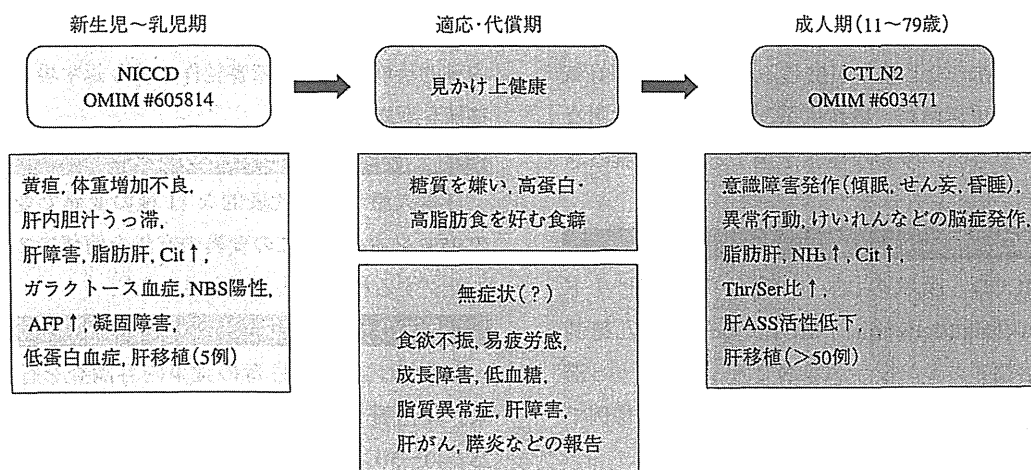 新生児〜乳児期
NICCD
OMIM #605814
黄疸, 体重増加不良,
肝内胆汁うっ滞,
肝障害, 脂肪肝, Cit↑,
ガラクトース血症, NBS陽性,
AFP↑, 凝固障害,
低蛋白血症, 肝移植(5例)
適応・代償期
見かけ上健康
糖質を嫌い, 高蛋白・
高脂肪食を好む食癖
無症状(?)
食欲不振, 易疲労感,
成長障害, 低血糖,
脂質異常症, 肝障害,
肝がん, 膵炎などの報告
成人期(11〜79歳)
CTLN2
OMIM #603471
意識障害発作(傾眠, せん妄, 昏睡),
異常行動, けいれんなどの脳症発作,
脂肪肝, NH₃↑, Cit↑,
Thr/Ser比↑,
肝ASS活性低下,
肝移植(>50例)